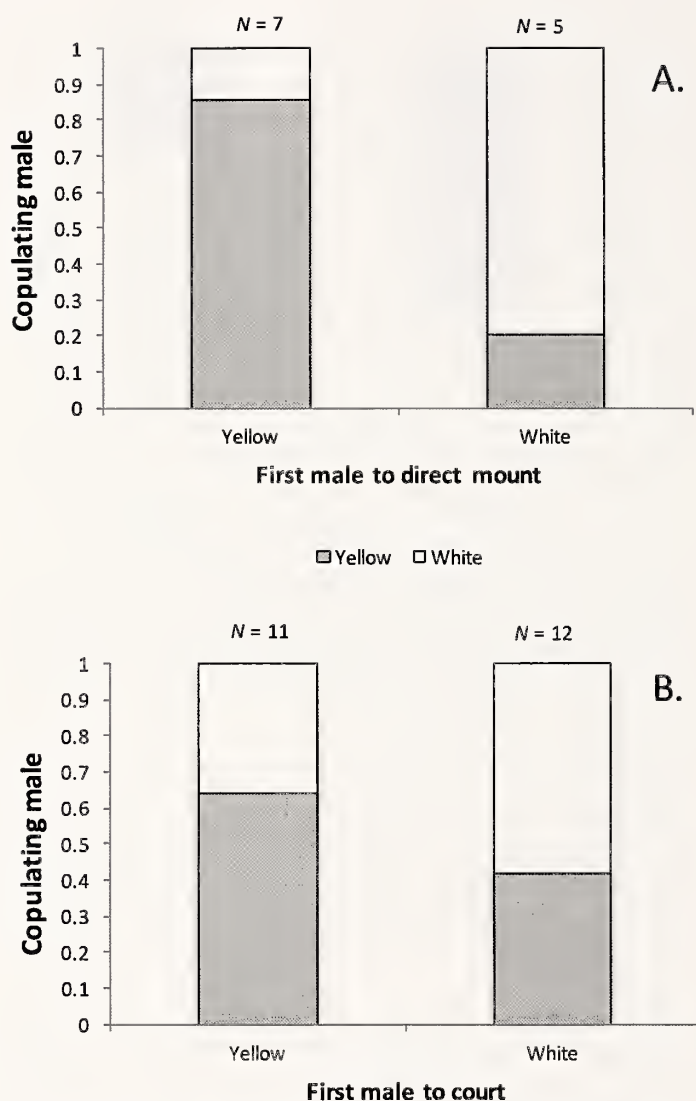 N = 7 N = 5
A.
1
0.9
0.8
0.7
0.6
0.5
0.4
0.3
0.2
0.1
0
Copulating male
Yellow White
First male to direct mount
Yellow White
N = 11 N = 12
B.
1
0.9
0.8
0.7
0.6
0.5
0.4
0.3
0.2
0.1
0
Copulating male
Yellow White
First male to court